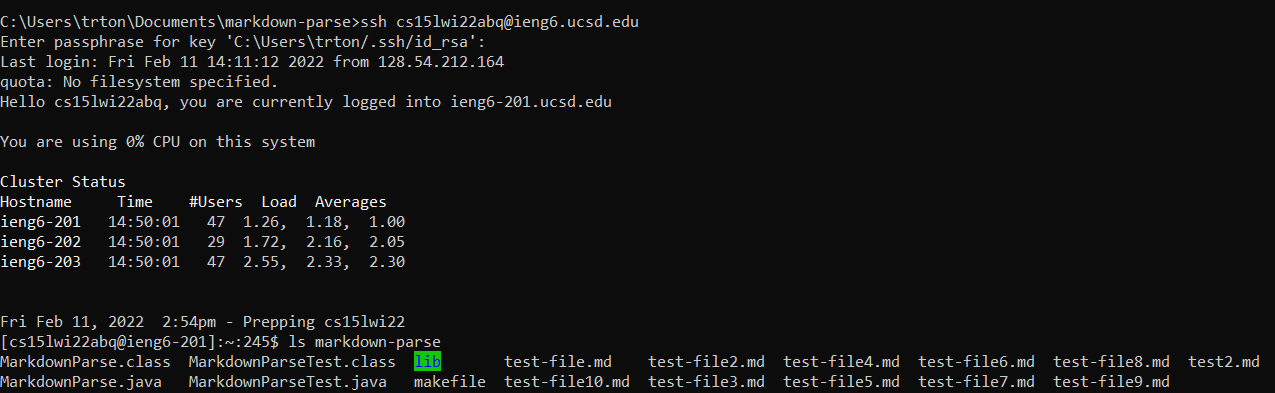 C:\Users\trton\Documents\markdown-parse>ssh cs15lwi22abq@ieng6.ucsd.edu
Enter passphrase for key 'C:\Users\trton/.ssh/id_rsa':
Last login: Fri Feb 11 14:11:12 2022 from 128.54.212.164
quota: No filesystem specified.
Hello cs15lwi22abq, you are currently logged into ieng6-201.ucsd.edu
You are using 0% CPU on this system
Cluster Status
Hostname     Time    #Users  Load  Averages
ieng6-201   14:50:01   47  1.26,  1.18,  1.00
ieng6-202   14:50:01   29  1.72,  2.16,  2.05
ieng6-203   14:50:01   47  2.55,  2.33,  2.30
Fri Feb 11, 2022  2:54pm - Prepping cs15lwi22
[cs15lwi22abq@ieng6-201]:~:245$ ls markdown-parse
MarkdownParse.class  MarkdownParseTest.class  lib       test-file.md    test-file2.md  test-file4.md  test-file6.md  test-file8.md  test2.md
MarkdownParse.java   MarkdownParseTest.java   makefile  test-file10.md  test-file3.md  test-file5.md  test-file7.md  test-file9.md